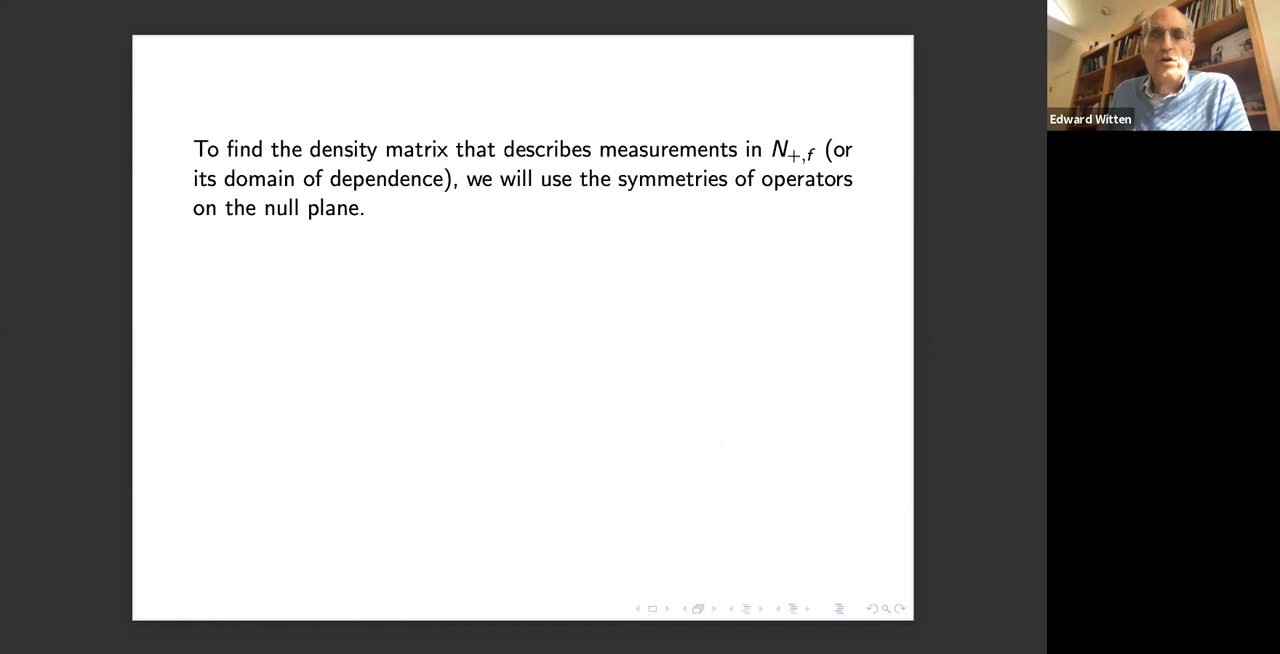 To find the density matrix that describes measurements in N₊,f (or
its domain of dependence), we will use the symmetries of operators
on the null plane.
Edward Witten